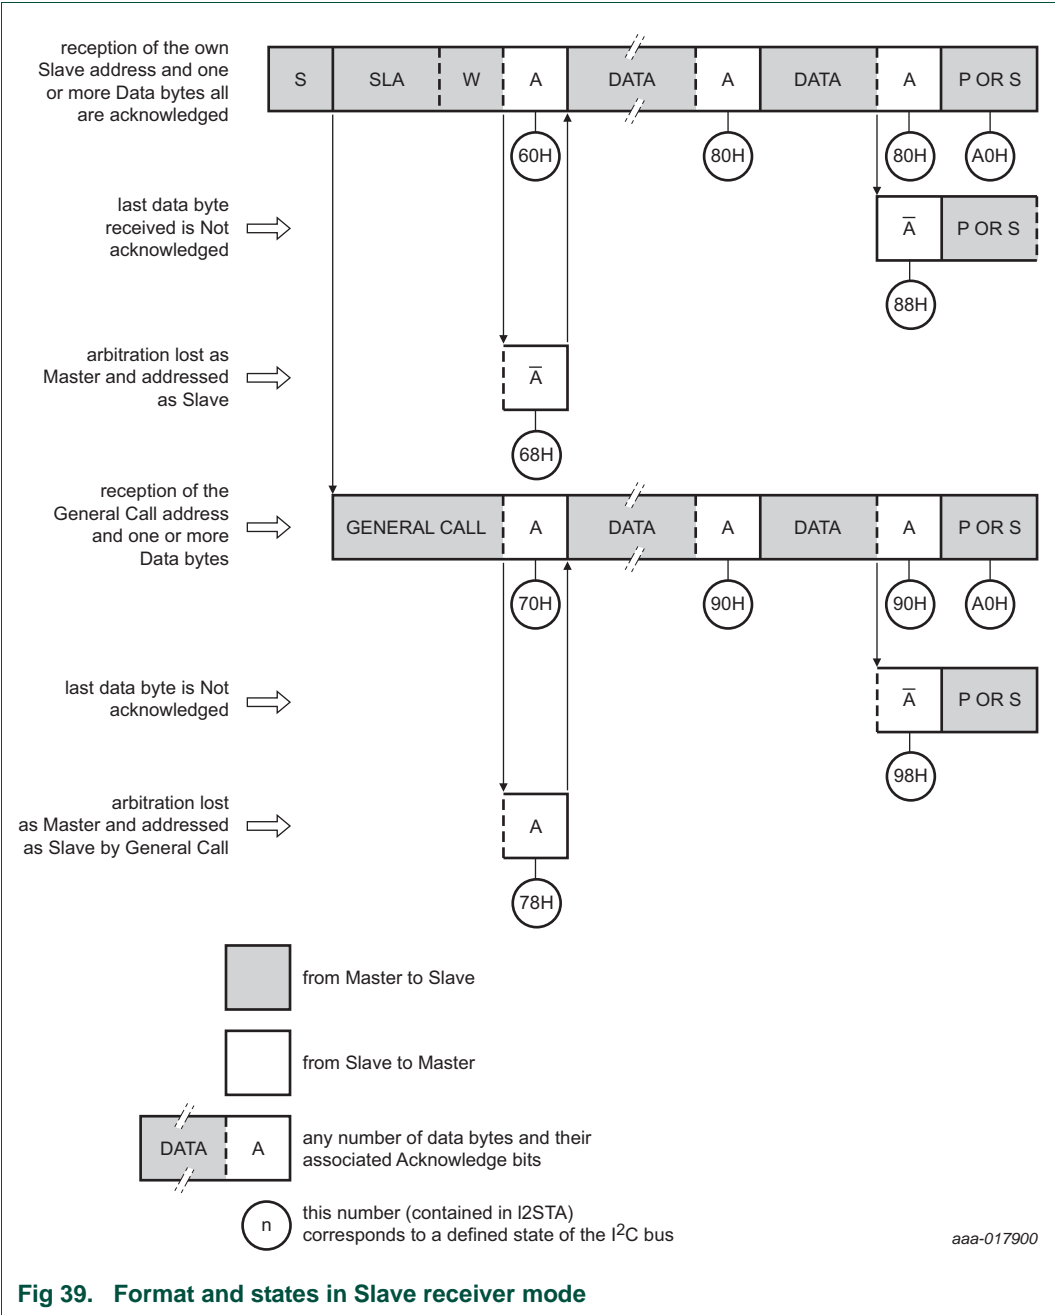 reception of the own
Slave address and one
or more Data bytes all
are acknowledged
S SLA W A DATA A DATA A P OR S
60H 80H 80H A0H
last data byte
received is Not
acknowledged
A̅ P OR S
88H
arbitration lost as
Master and addressed
as Slave
A̅
68H
reception of the
General Call address
and one or more
Data bytes
GENERAL CALL A DATA A DATA A P OR S
70H 90H 90H A0H
last data byte is Not
acknowledged
A̅ P OR S
98H
arbitration lost
as Master and addressed
as Slave by General Call
A
78H
from Master to Slave
from Slave to Master
DATA A
any number of data bytes and their
associated Acknowledge bits
n
this number (contained in I2STA)
corresponds to a defined state of the I²C bus
aaa-017900
Fig 39. Format and states in Slave receiver mode